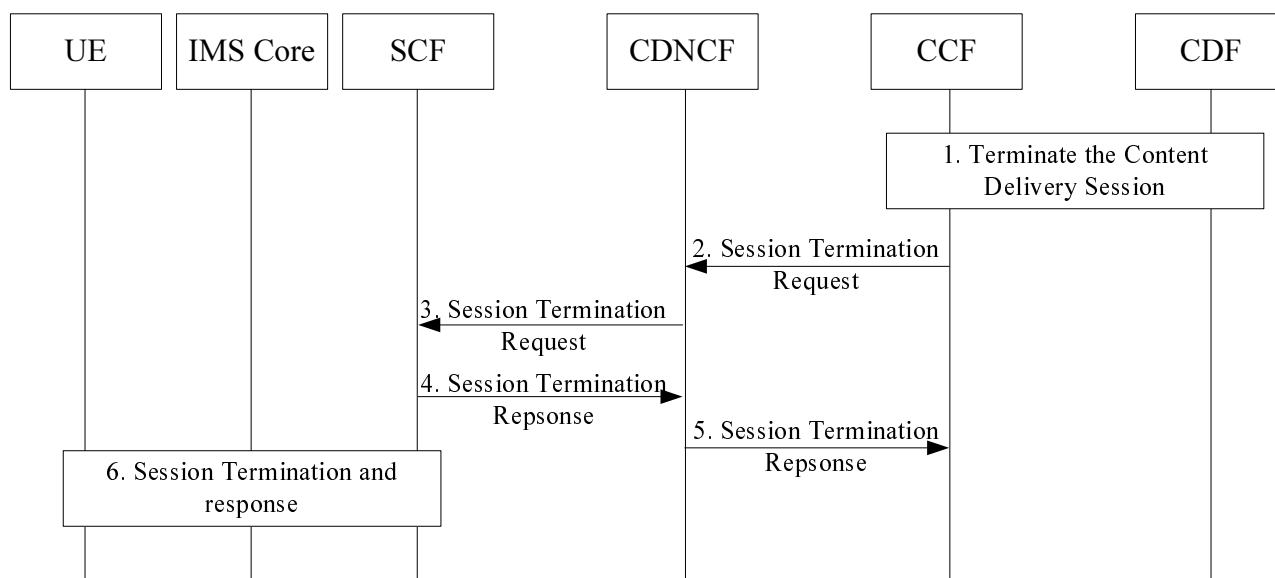 UE
IMS Core
SCF
CDNCF
CCF
CDF
1. Terminate the Content
Delivery Session
2. Session Termination
Request
3. Session Termination
Request
4. Session Termination
Repsonse
5. Session Termination
Repsonse
6. Session Termination and
response